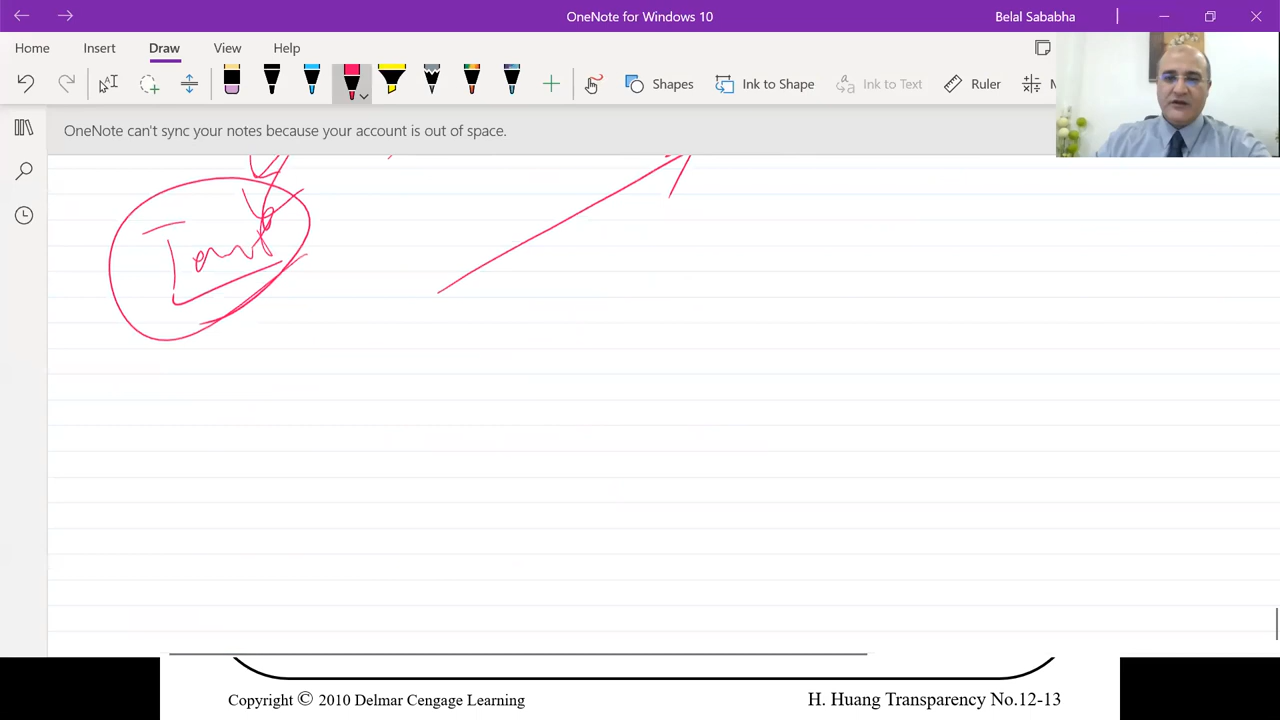 OneNote for Windows 10
Belal Sababha
Home Insert Draw View Help
Shapes Ink to Shape Ink to Text Ruler M
OneNote can't sync your notes because your account is out of space.
Temp
Copyright © 2010 Delmar Cengage Learning
H. Huang Transparency No.12-13